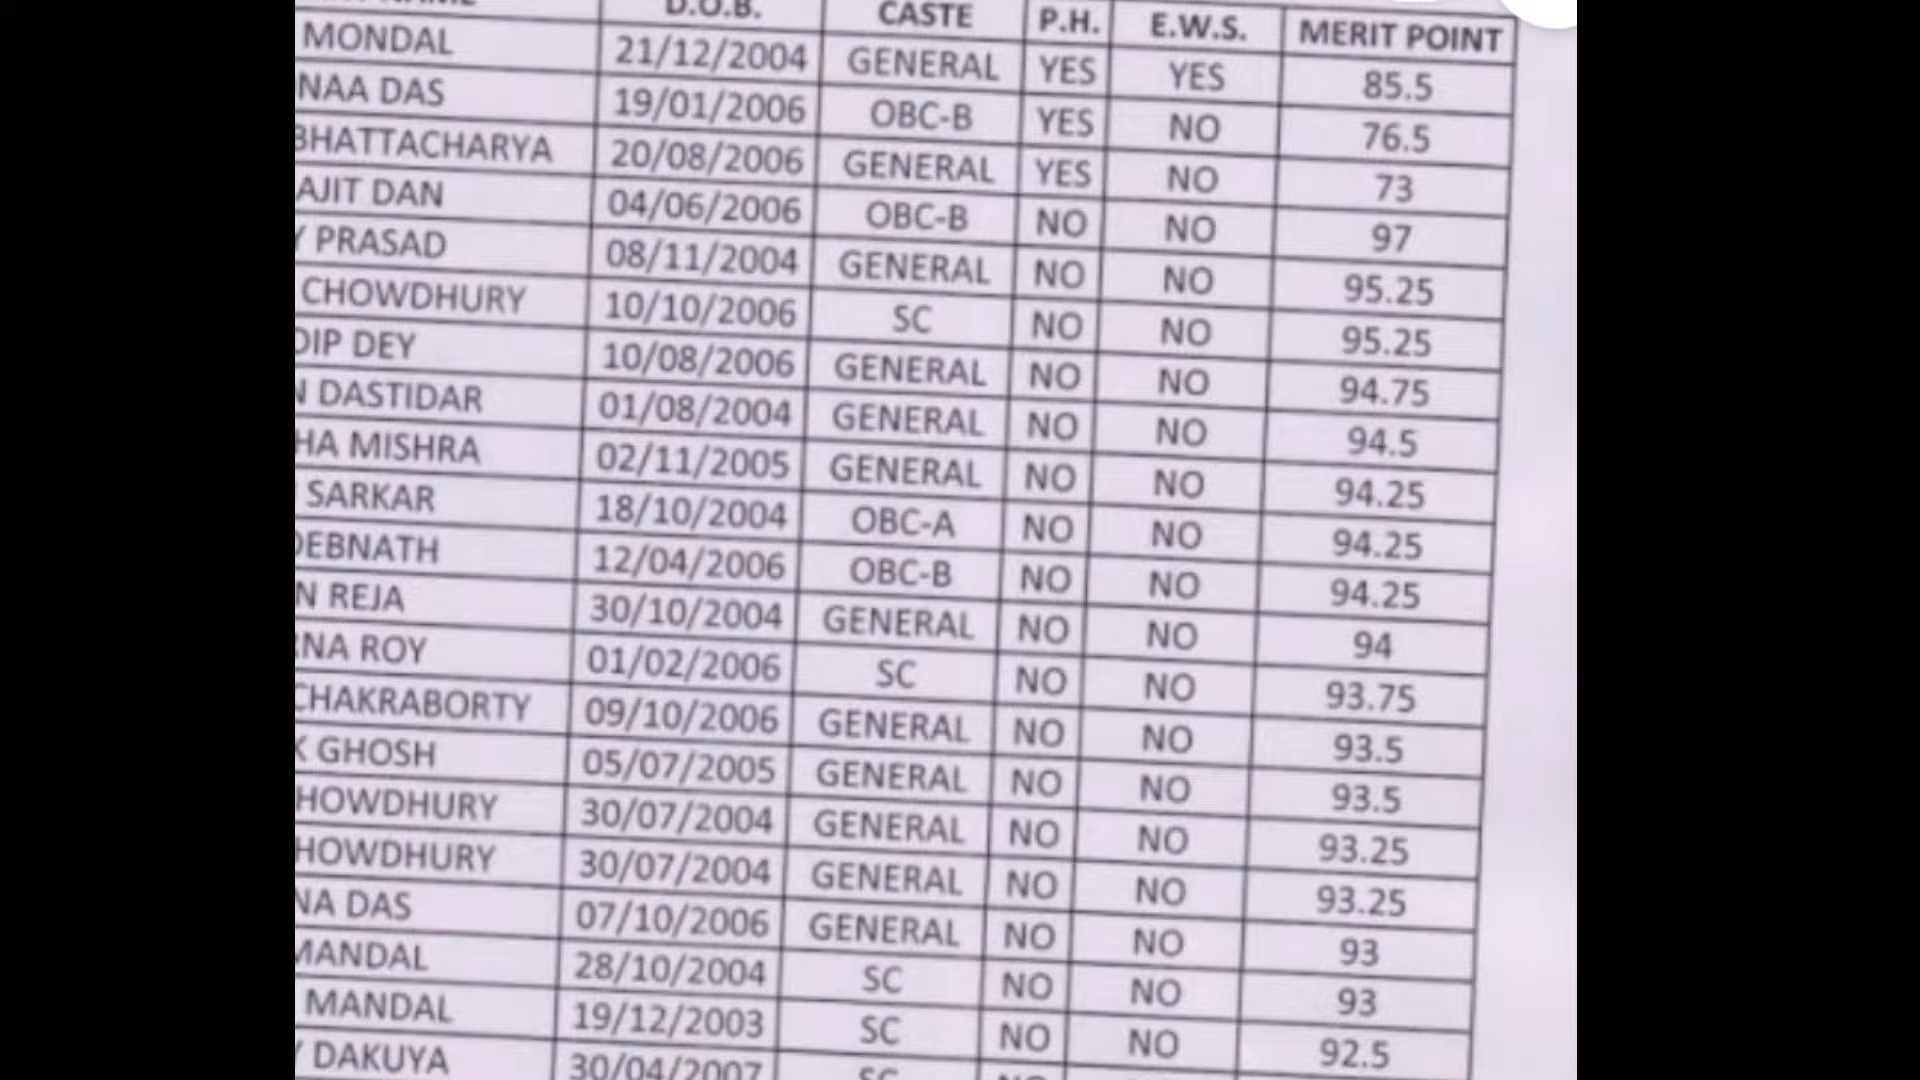 NAME D.O.B. CASTE P.H. E.W.S. MERIT POINT
MONDAL 21/12/2004 GENERAL YES YES 85.5
NAA DAS 19/01/2006 OBC-B YES NO 76.5
BHATTACHARYA 20/08/2006 GENERAL YES NO 73
AJIT DAN 04/06/2006 OBC-B NO NO 97
Y PRASAD 08/11/2004 GENERAL NO NO 95.25
CHOWDHURY 10/10/2006 SC NO NO 95.25
DIP DEY 10/08/2006 GENERAL NO NO 94.75
N DASTIDAR 01/08/2004 GENERAL NO NO 94.5
HA MISHRA 02/11/2005 GENERAL NO NO 94.25
SARKAR 18/10/2004 OBC-A NO NO 94.25
DEBNATH 12/04/2006 OBC-B NO NO 94.25
N REJA 30/10/2004 GENERAL NO NO 94
RNA ROY 01/02/2006 SC NO NO 93.75
CHAKRABORTY 09/10/2006 GENERAL NO NO 93.5
K GHOSH 05/07/2005 GENERAL NO NO 93.5
HOWDHURY 30/07/2004 GENERAL NO NO 93.25
HOWDHURY 30/07/2004 GENERAL NO NO 93.25
NA DAS 07/10/2006 GENERAL NO NO 93
MANDAL 28/10/2004 SC NO NO 93
MANDAL 19/12/2003 SC NO NO 92.5
Y DAKUYA 30/04/2007 SC NO